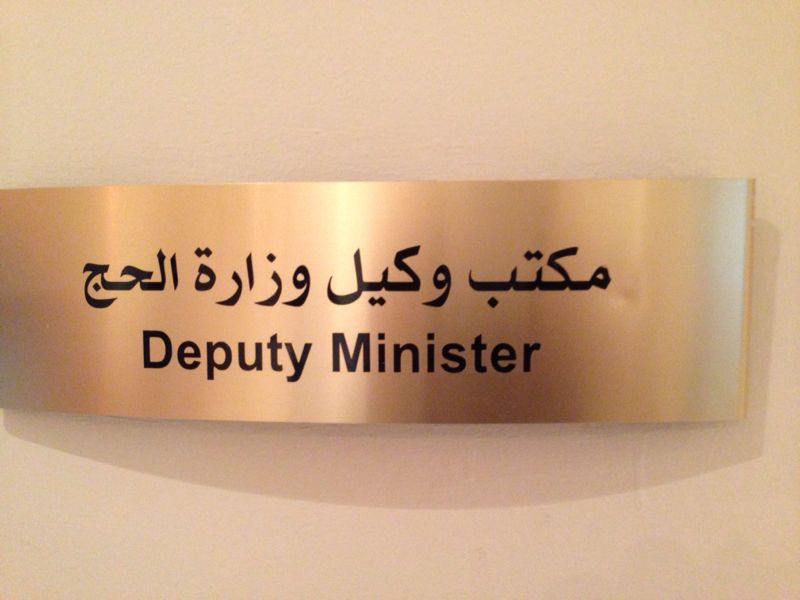 مكتب وكيل وزارة الحج
Deputy Minister